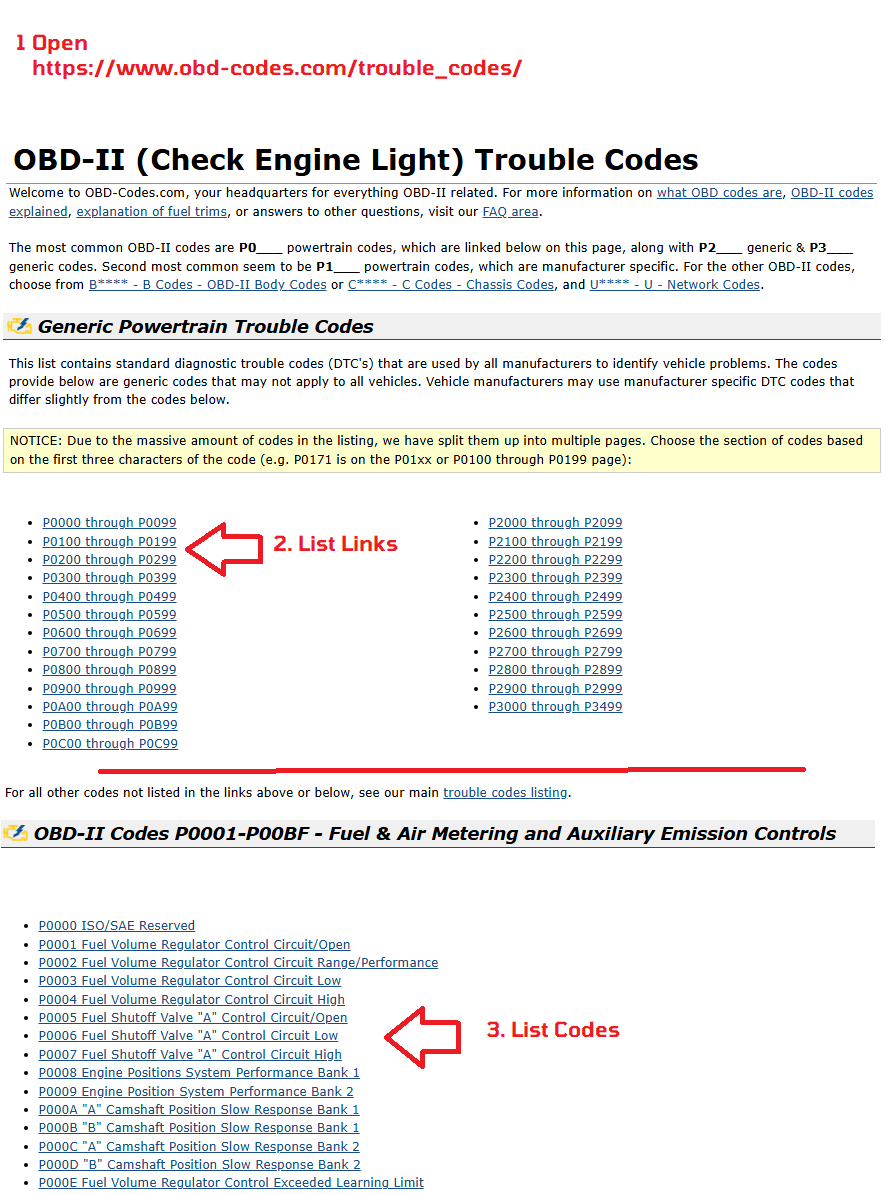 1 Open
https://www.obd-codes.com/trouble_codes/
OBD-II (Check Engine Light) Trouble Codes
Welcome to OBD-Codes.com, your headquarters for everything OBD-II related. For more information on what OBD codes are, OBD-II codes
explained, explanation of fuel trims, or answers to other questions, visit our FAQ area.
The most common OBD-II codes are P0____ powertrain codes, which are linked below on this page, along with P2____ generic & P3____
generic codes. Second most common seem to be P1____ powertrain codes, which are manufacturer specific. For the other OBD-II codes,
choose from B**** - B Codes - OBD-II Body Codes or C**** - C Codes - Chassis Codes, and U**** - U - Network Codes.
Generic Powertrain Trouble Codes
This list contains standard diagnostic trouble codes (DTC's) that are used by all manufacturers to identify vehicle problems. The codes
provide below are generic codes that may not apply to all vehicles. Vehicle manufacturers may use manufacturer specific DTC codes that
differ slightly from the codes below.
NOTICE: Due to the massive amount of codes in the listing, we have split them up into multiple pages. Choose the section of codes based
on the first three characters of the code (e.g. P0171 is on the P01xx or P0100 through P0199 page):
P0000 through P0099
P0100 through P0199
P0200 through P0299
P0300 through P0399
P0400 through P0499
P0500 through P0599
P0600 through P0699
P0700 through P0799
P0800 through P0899
P0900 through P0999
P0A00 through P0A99
P0B00 through P0B99
P0C00 through P0C99
2. List Links
P2000 through P2099
P2100 through P2199
P2200 through P2299
P2300 through P2399
P2400 through P2499
P2500 through P2599
P2600 through P2699
P2700 through P2799
P2800 through P2899
P2900 through P2999
P3000 through P3499
For all other codes not listed in the links above or below, see our main trouble codes listing.
OBD-II Codes P0001-P00BF - Fuel & Air Metering and Auxiliary Emission Controls
P0000 ISO/SAE Reserved
P0001 Fuel Volume Regulator Control Circuit/Open
P0002 Fuel Volume Regulator Control Circuit Range/Performance
P0003 Fuel Volume Regulator Control Circuit Low
P0004 Fuel Volume Regulator Control Circuit High
P0005 Fuel Shutoff Valve "A" Control Circuit/Open
P0006 Fuel Shutoff Valve "A" Control Circuit Low
P0007 Fuel Shutoff Valve "A" Control Circuit High
P0008 Engine Positions System Performance Bank 1
P0009 Engine Position System Performance Bank 2
P000A "A" Camshaft Position Slow Response Bank 1
P000B "B" Camshaft Position Slow Response Bank 1
P000C "A" Camshaft Position Slow Response Bank 2
P000D "B" Camshaft Position Slow Response Bank 2
P000E Fuel Volume Regulator Control Exceeded Learning Limit
3. List Codes